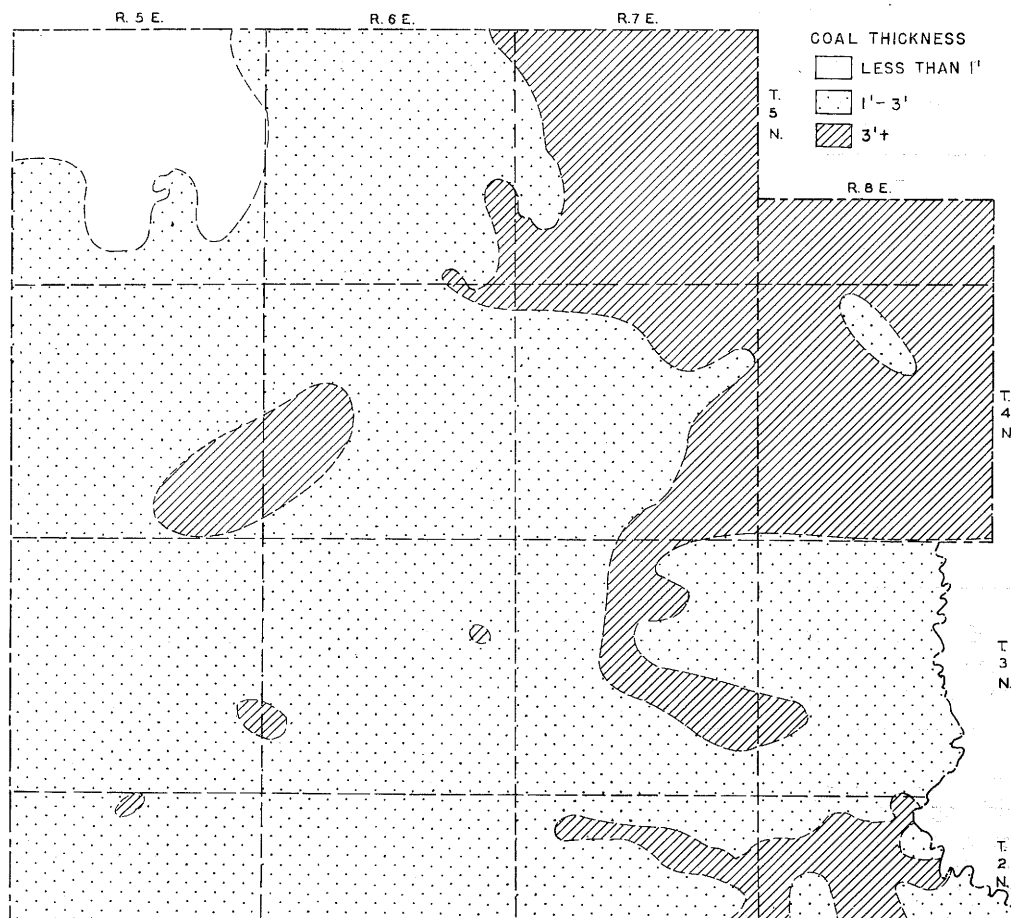 R. 5 E.
R. 6 E.
R. 7 E.
COAL THICKNESS
LESS THAN 1'
1' - 3'
3'+
T.
5
N.
R. 8 E.
T.
4
N
T.
3
N.
T.
2
N.